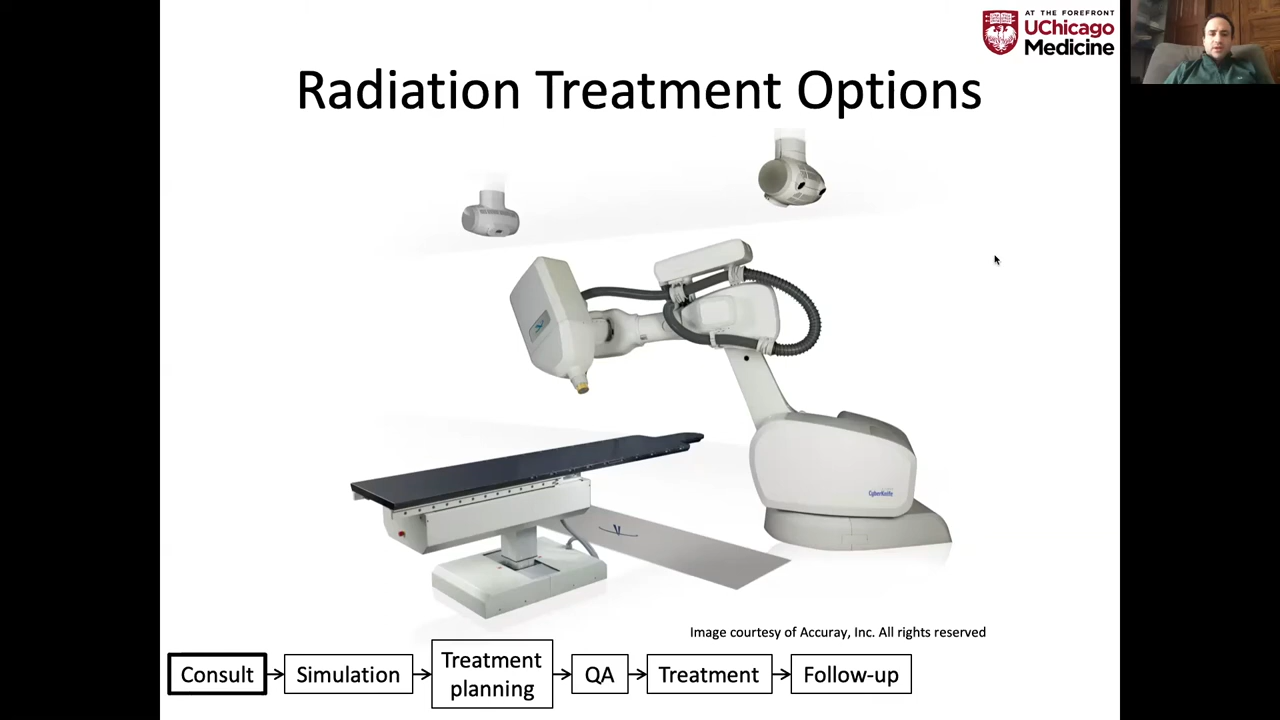 AT THE FOREFRONT
UChicago
Medicine
Radiation Treatment Options
CyberKnife
Image courtesy of Accuray, Inc. All rights reserved
Consult
Simulation
Treatment
planning
QA
Treatment
Follow-up